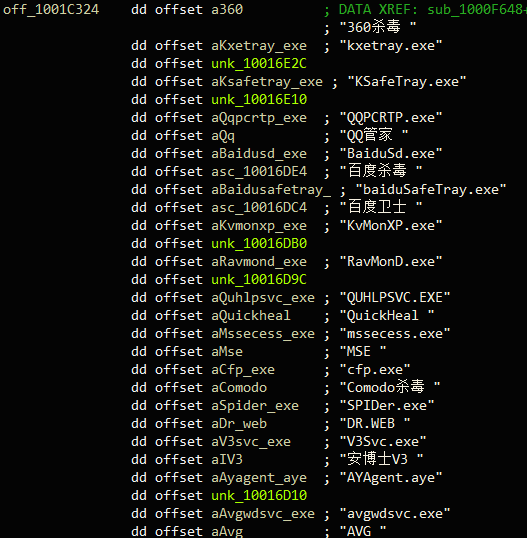 off_1001C324 dd offset a360 ; DATA XREF: sub_1000F648+
; "360杀毒 "
dd offset aKxetray_exe ; "kxetray.exe"
dd offset unk_10016E2C
dd offset aKsafetray_exe ; "KSafeTray.exe"
dd offset unk_10016E10
dd offset aQqpcrtp_exe ; "QQPCRTP.exe"
dd offset aQq ; "QQ管家 "
dd offset aBaidusd_exe ; "BaiduSd.exe"
dd offset asc_10016DE4 ; "百度杀毒 "
dd offset aBaidusafetray_ ; "baiduSafeTray.exe"
dd offset asc_10016DC4 ; "百度卫士 "
dd offset aKvmonxp_exe ; "KvMonXP.exe"
dd offset unk_10016DB0
dd offset aRavmond_exe ; "RavMonD.exe"
dd offset unk_10016D9C
dd offset aQuhlpsvc_exe ; "QUHLPSVC.EXE"
dd offset aQuickheal ; "QuickHeal "
dd offset aMssecess_exe ; "mssecess.exe"
dd offset aMse ; "MSE "
dd offset aCfp_exe ; "cfp.exe"
dd offset aComodo ; "Comodo杀毒 "
dd offset aSpider_exe ; "SPIDer.exe"
dd offset aDr_web ; "DR.WEB "
dd offset aV3svc_exe ; "V3Svc.exe"
dd offset aIV3 ; "安博士V3 "
dd offset aAyagent_aye ; "AYAgent.aye"
dd offset unk_10016D10
dd offset aAvgwdsvc_exe ; "avgwdsvc.exe"
dd offset aAvg ; "AVG "